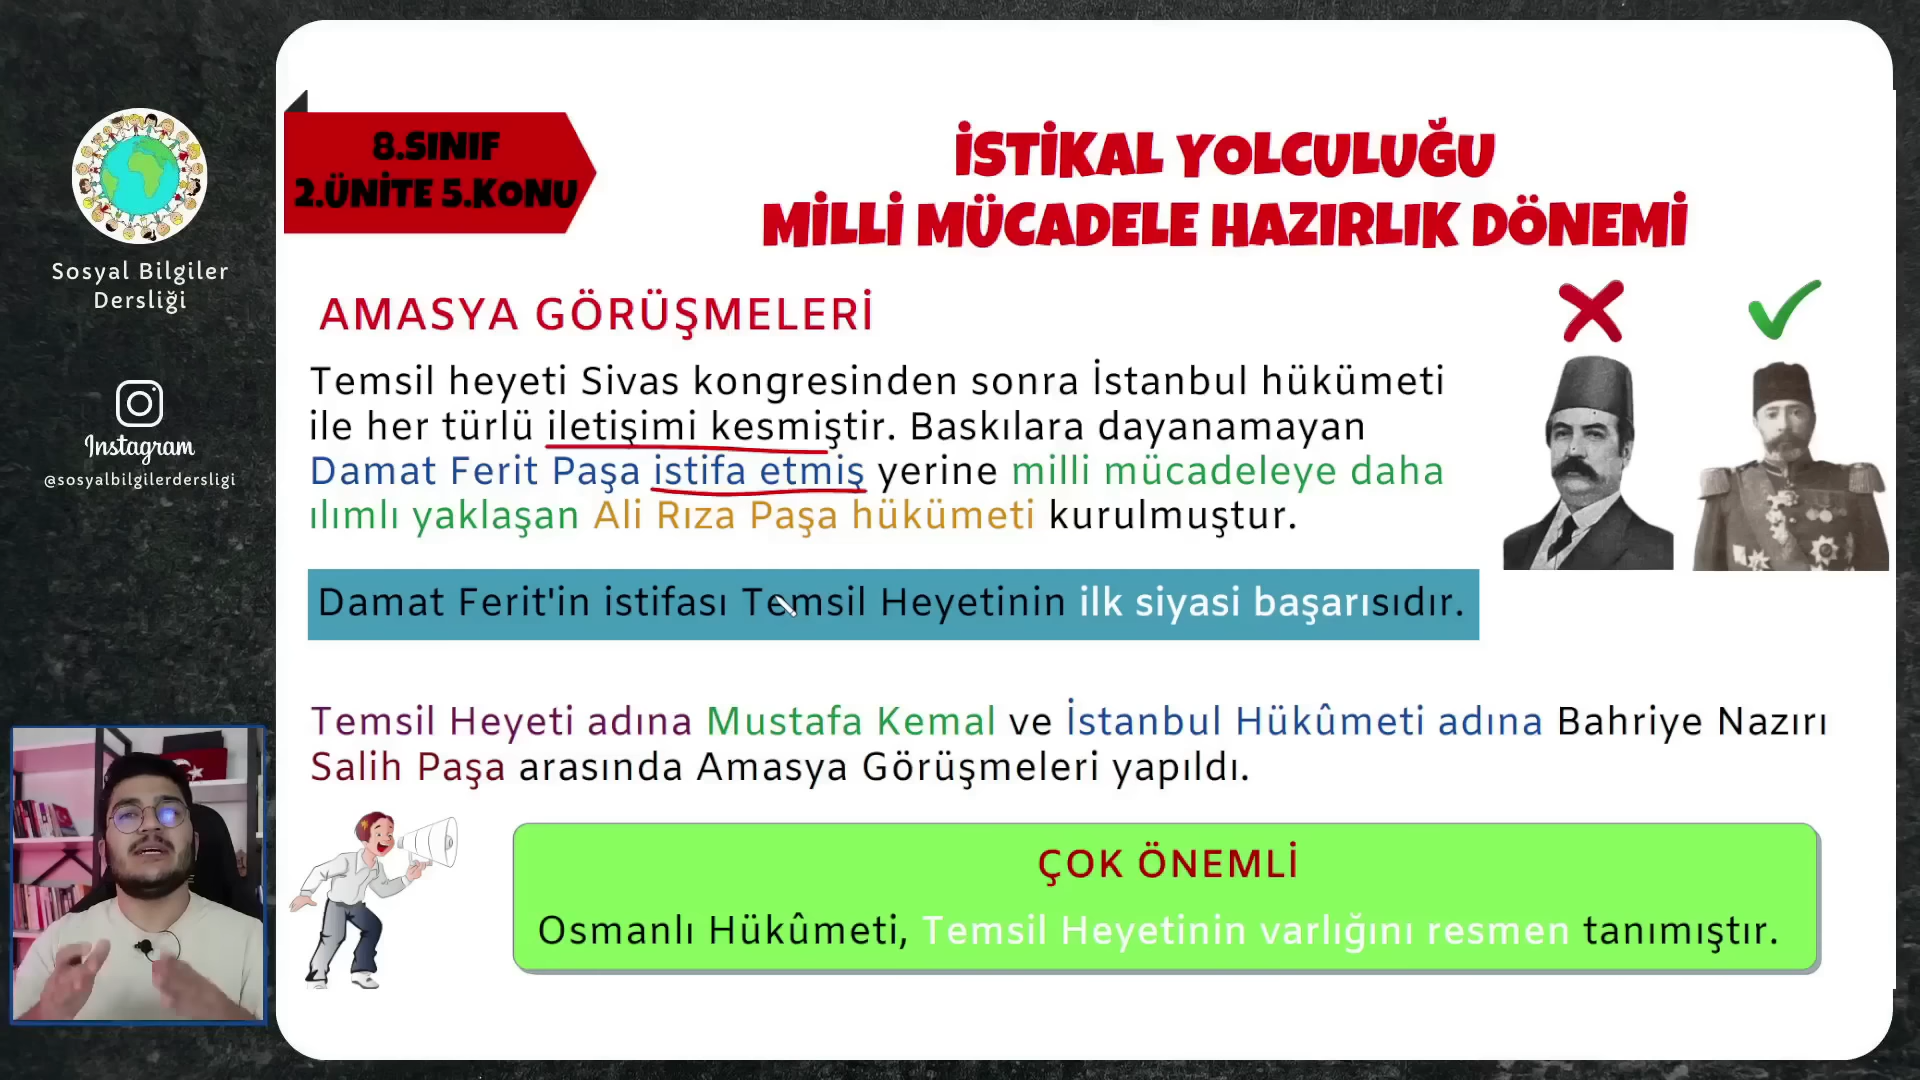 8.SINIF
2.ÜNİTE 5.KONU
İSTİKAL YOLCULUĞU
MİLLİ MÜCADELE HAZIRLIK DÖNEMİ
Sosyal Bilgiler
Dersliği
Instagram
@sosyalbilgilerdersligi
AMASYA GÖRÜŞMELERİ
Temsil heyeti Sivas kongresinden sonra İstanbul hükümeti
ile her türlü iletişimi kesmiştir. Baskılara dayanamayan
Damat Ferit Paşa istifa etmiş yerine milli mücadeleye daha
ılımlı yaklaşan Ali Rıza Paşa hükümeti kurulmuştur.
Damat Ferit'in istifası Temsil Heyetinin ilk siyasi başarısıdır.
Temsil Heyeti adına Mustafa Kemal ve İstanbul Hükûmeti adına Bahriye Nazırı
Salih Paşa arasında Amasya Görüşmeleri yapıldı.
ÇOK ÖNEMLİ
Osmanlı Hükûmeti, Temsil Heyetinin varlığını resmen tanımıştır.